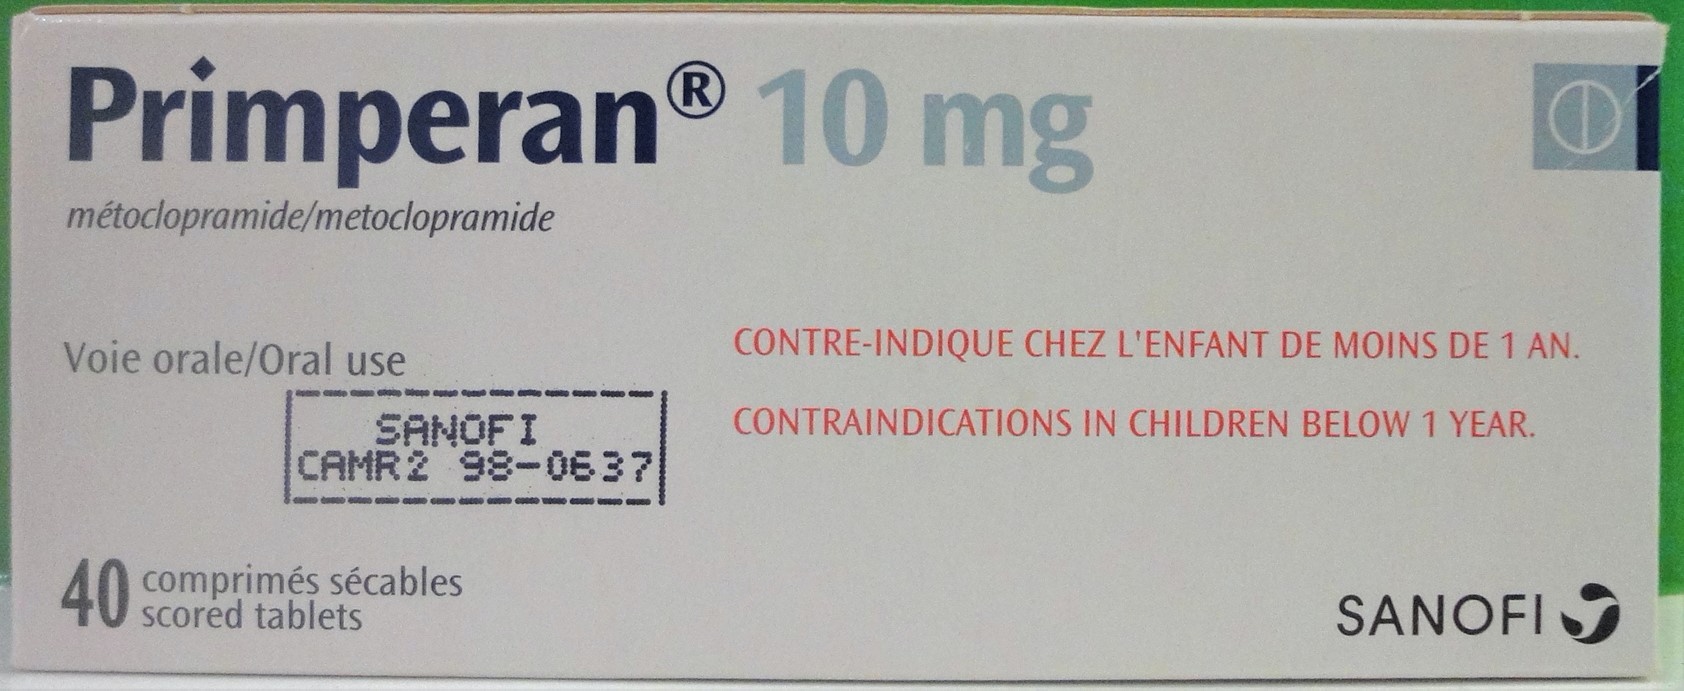 Primperan® 10 mg
métoclopramide/metoclopramide
Voie orale/Oral use
CONTRE-INDIQUE CHEZ L'ENFANT DE MOINS DE 1 AN.
CONTRAINDICATIONS IN CHILDREN BELOW 1 YEAR.
SANOFI
CAMR2 98-0637
40 comprimés sécables
scored tablets
SANOFI